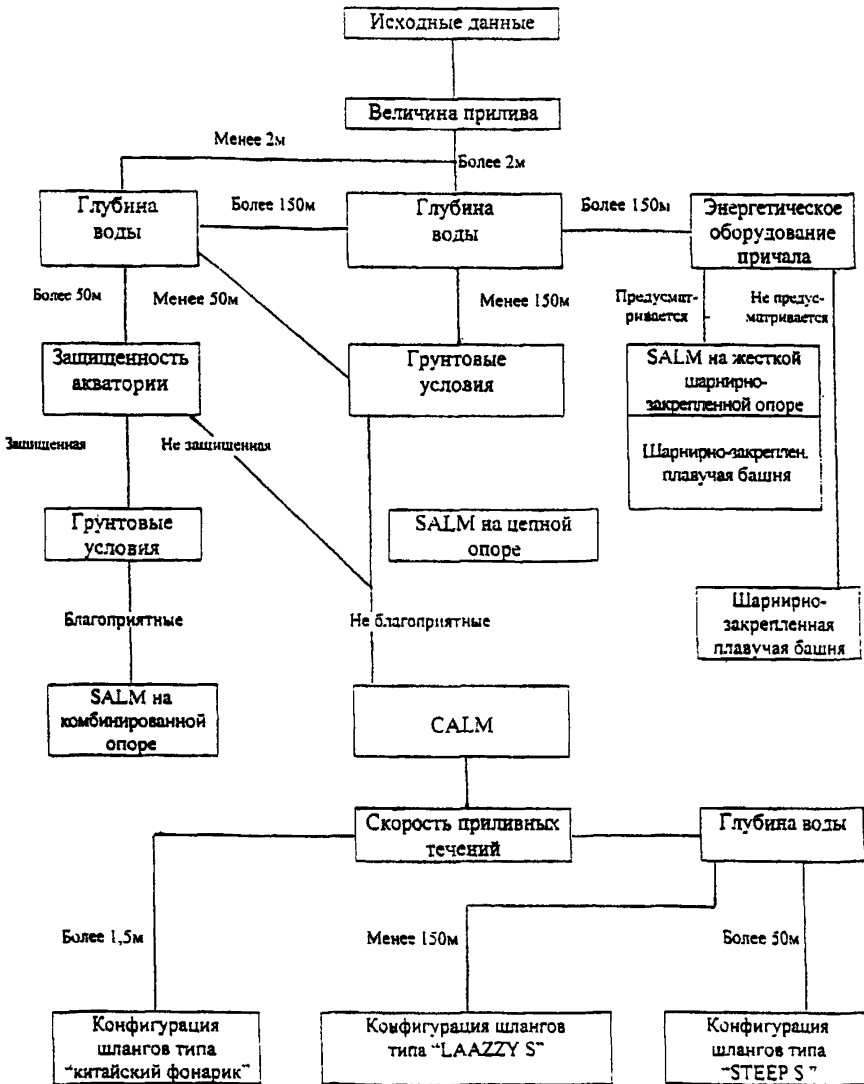 Исходные данные
Величина прилива
Менее 2м
Более 2м
Глубина
воды
Более 150м
Глубина
воды
Более 150м
Энергетическое
оборудование
причала
Более 50м
Менее 50м
Менее 150м
Предусмат-
ривается
Не предус-
матривается
Защищенность
акватории
Грунтовые
условия
SALM на жесткой
шарнирно-
закрепленной опоре
Шарнирно-закреплен.
плавучая башня
Защищенная
Не защищенная
Грунтовые
условия
SALM на цепной
опоре
Благоприятные
Не благоприятные
Шарнирно-
закрепленная
плавучая башня
SALM на
комбинированной
опоре
CALM
Скорость приливных
течений
Глубина воды
Более 1,5м
Менее 150м
Более 50м
Конфигурация
шлангов типа
"китайский фонарик"
Конфигурация шлангов
типа "LAAZZY S"
Конфигурация
шлангов типа
"STEEP S "